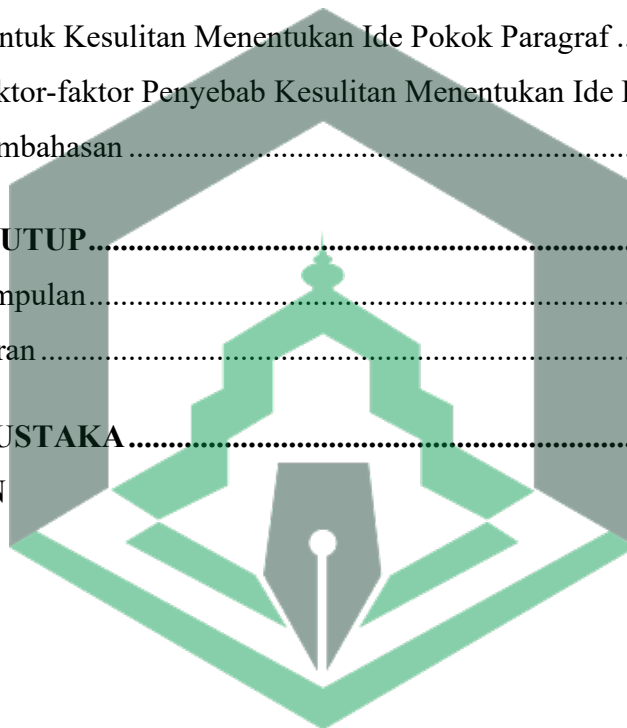 ntuk Kesulitan Menentukan Ide Pokok Paragraf ..
ktor-faktor Penyebab Kesulitan Menentukan Ide
mbahasan ..........................................................................
UTUP..........................................................................
mpulan..........................................................................
ran ..........................................................................
USTAKA ..........................................................................
N